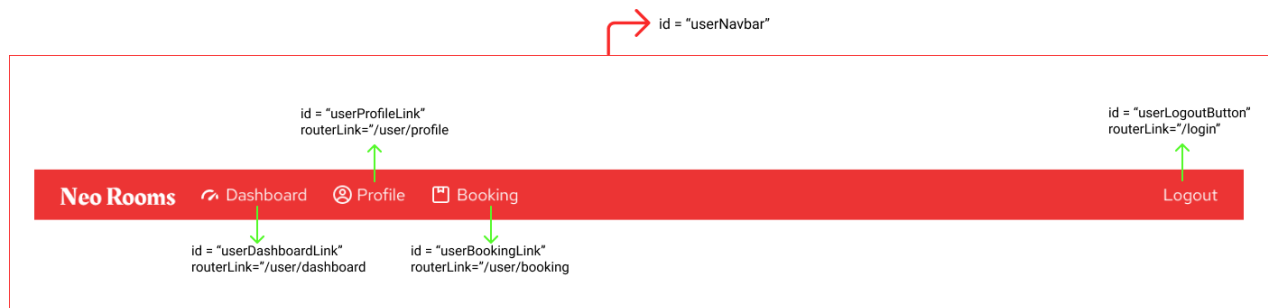 id = “userNavbar”
id = “userProfileLink”
routerLink=”/user/profile
id = “userLogoutButton”
routerLink=”/login”
Neo Rooms Dashboard Profile Booking Logout
id = “userDashboardLink”
routerLink=”/user/dashboard
id = “userBookingLink”
routerLink=”/user/booking